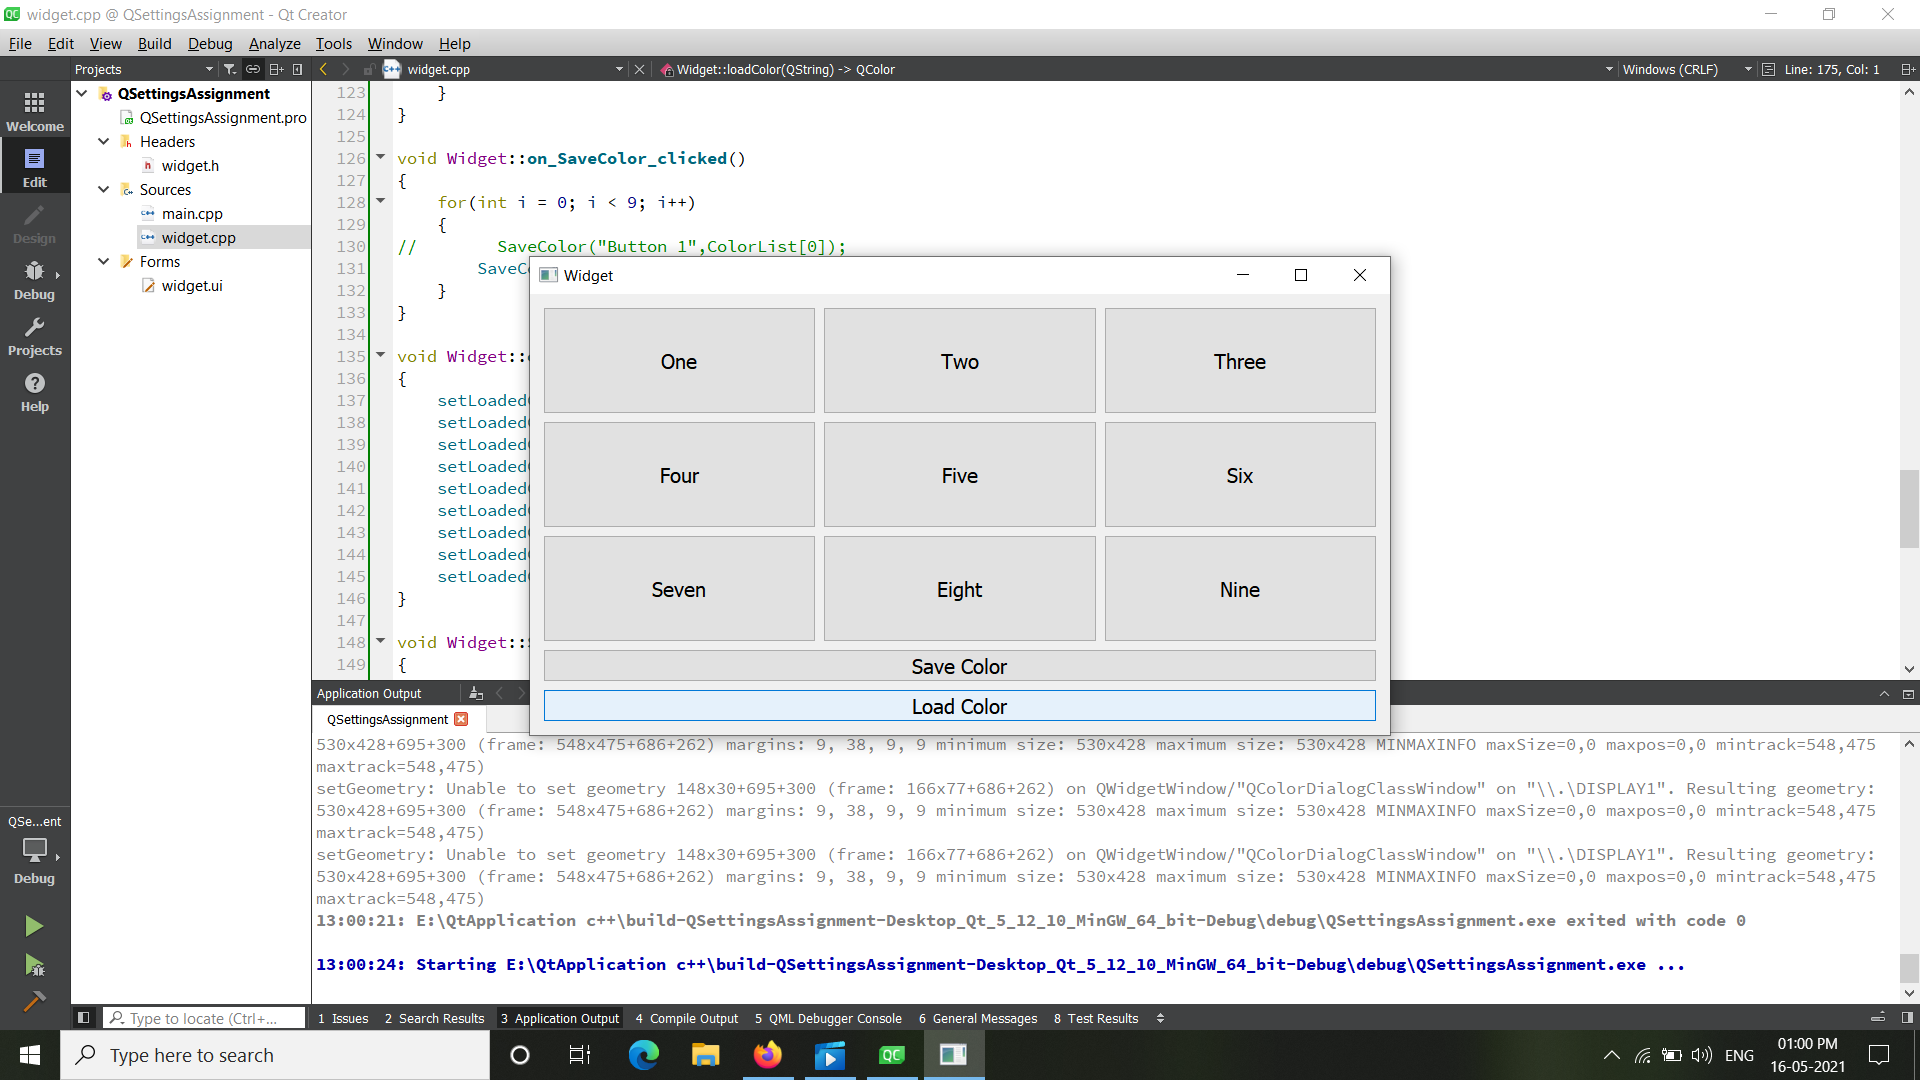 widget.cpp @ QSettingsAssignment - Qt Creator
File Edit View Build Debug Analyze Tools Window Help
Projects
widget.cpp
Widget::loadColor(QString) -> QColor
Windows (CRLF)
Line: 175, Col: 1
Welcome
Edit
Design
Debug
Projects
Help
QSe...ent
Debug
QSettingsAssignment
QSettingsAssignment.pro
Headers
widget.h
Sources
main.cpp
widget.cpp
Forms
widget.ui
123 }
124 }
125
126 void Widget::on_SaveColor_clicked()
127 {
128 for(int i = 0; i < 9; i++)
129 {
130 // SaveColor("Button 1",ColorList[0]);
131 SaveC
132 }
133 }
134
135 void Widget::
136 {
137 setLoaded
138 setLoaded
139 setLoaded
140 setLoaded
141 setLoaded
142 setLoaded
143 setLoaded
144 setLoaded
145 setLoaded
146 }
147
148 void Widget::
149 {
Widget
One Two Three
Four Five Six
Seven Eight Nine
Save Color
Load Color
Application Output
QSettingsAssignment
530x428+695+300 (frame: 548x475+686+262) margins: 9, 38, 9, 9 minimum size: 530x428 maximum size: 530x428 MINMAXINFO maxSize=0,0 maxpos=0,0 mintrack=548,475
maxtrack=548,475)
setGeometry: Unable to set geometry 148x30+695+300 (frame: 166x77+686+262) on QWidgetWindow/"QColorDialogClassWindow" on "\\.\DISPLAY1". Resulting geometry:
530x428+695+300 (frame: 548x475+686+262) margins: 9, 38, 9, 9 minimum size: 530x428 maximum size: 530x428 MINMAXINFO maxSize=0,0 maxpos=0,0 mintrack=548,475
maxtrack=548,475)
setGeometry: Unable to set geometry 148x30+695+300 (frame: 166x77+686+262) on QWidgetWindow/"QColorDialogClassWindow" on "\\.\DISPLAY1". Resulting geometry:
530x428+695+300 (frame: 548x475+686+262) margins: 9, 38, 9, 9 minimum size: 530x428 maximum size: 530x428 MINMAXINFO maxSize=0,0 maxpos=0,0 mintrack=548,475
maxtrack=548,475)
13:00:21: E:\QtApplication c++\build-QSettingsAssignment-Desktop_Qt_5_12_10_MinGW_64_bit-Debug\debug\QSettingsAssignment.exe exited with code 0
13:00:24: Starting E:\QtApplication c++\build-QSettingsAssignment-Desktop_Qt_5_12_10_MinGW_64_bit-Debug\debug\QSettingsAssignment.exe ...
Type to locate (Ctrl+...
1 Issues 2 Search Results 3 Application Output 4 Compile Output 5 QML Debugger Console 6 General Messages 8 Test Results
Type here to search
ENG
01:00 PM
16-05-2021